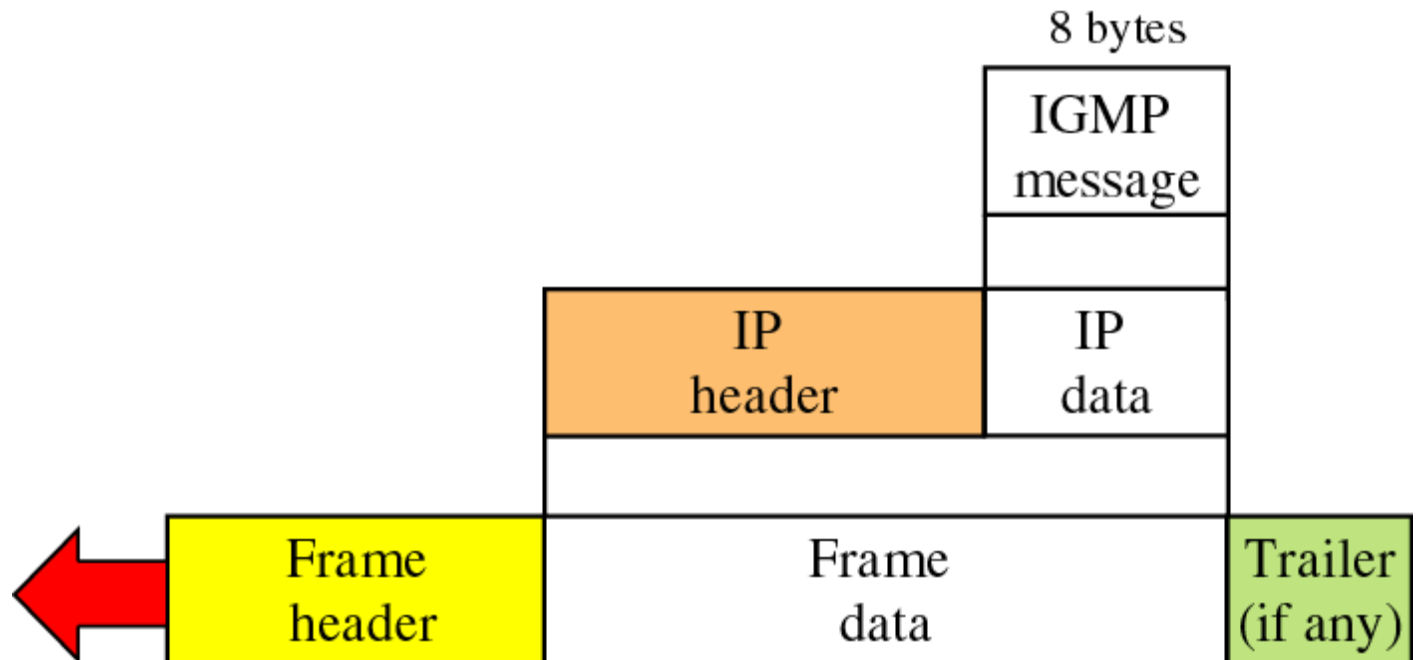 8 bytes
IGMP
message
IP
header
IP
data
Frame
header
Frame
data
Trailer
(if any)